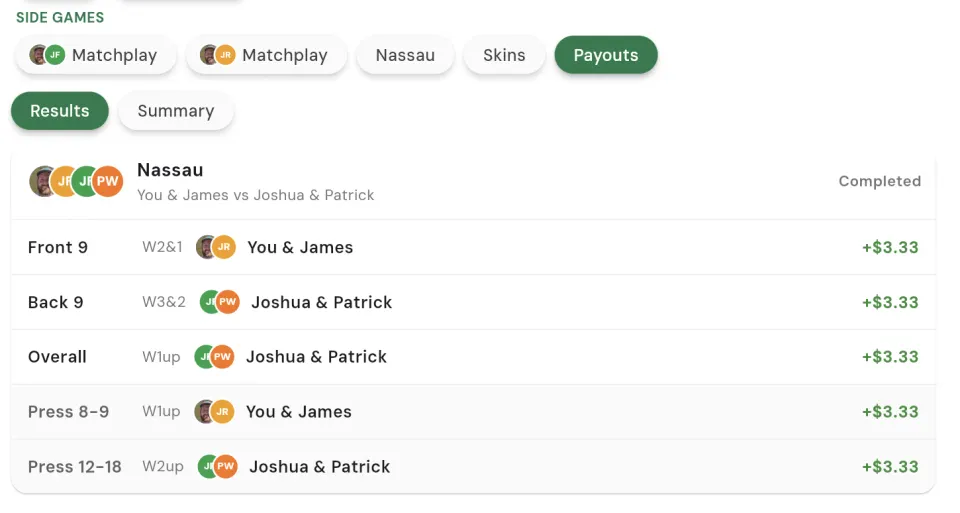 SIDE GAMES
JF Matchplay JR Matchplay Nassau Skins Payouts
Results Summary
JR JF PW Nassau
You & James vs Joshua & Patrick
Completed
Front 9 W2&1 JR You & James +$3.33
Back 9 W3&2 JF PW Joshua & Patrick +$3.33
Overall W1up JF PW Joshua & Patrick +$3.33
Press 8-9 W1up JR You & James +$3.33
Press 12-18 W2up JF PW Joshua & Patrick +$3.33